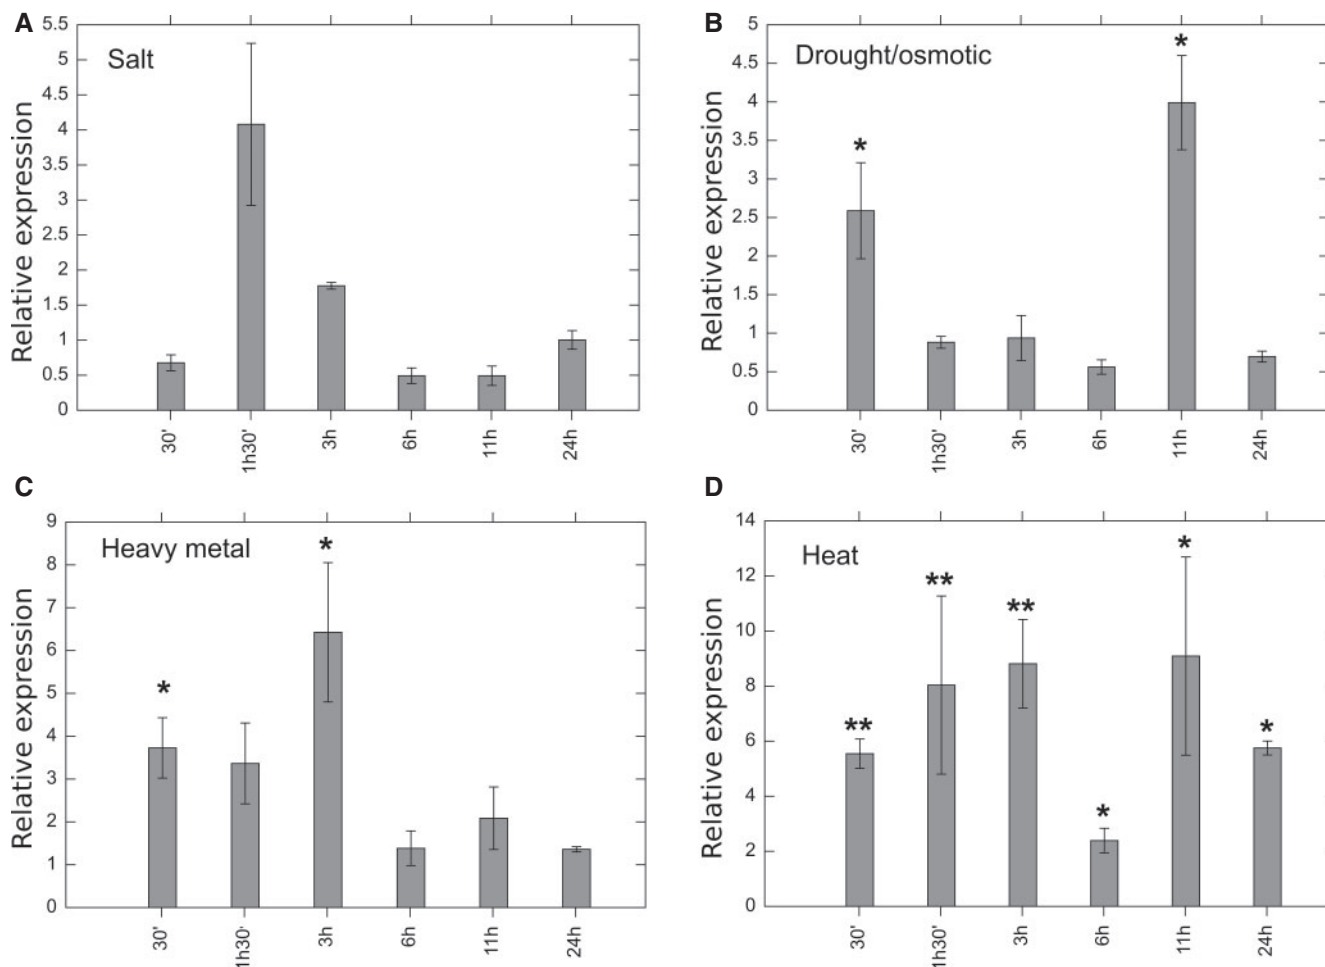 A
Salt
Relative expression
5.5
5
4.5
4
3.5
3
2.5
2
1.5
1
0.5
0
30'
1h30'
3h
6h
11h
24h
B
Drought/osmotic
Relative expression
5
4.5
4
3.5
3
2.5
2
1.5
1
0.5
0
*
*
30'
1h30'
3h
6h
11h
24h
C
Heavy metal
Relative expression
9
8
7
6
5
4
3
2
1
0
*
*
30'
1h30'
3h
6h
11h
24h
D
Heat
Relative expression
14
12
10
8
6
4
2
0
**
**
**
*
*
*
30'
1h30'
3h
6h
11h
24h